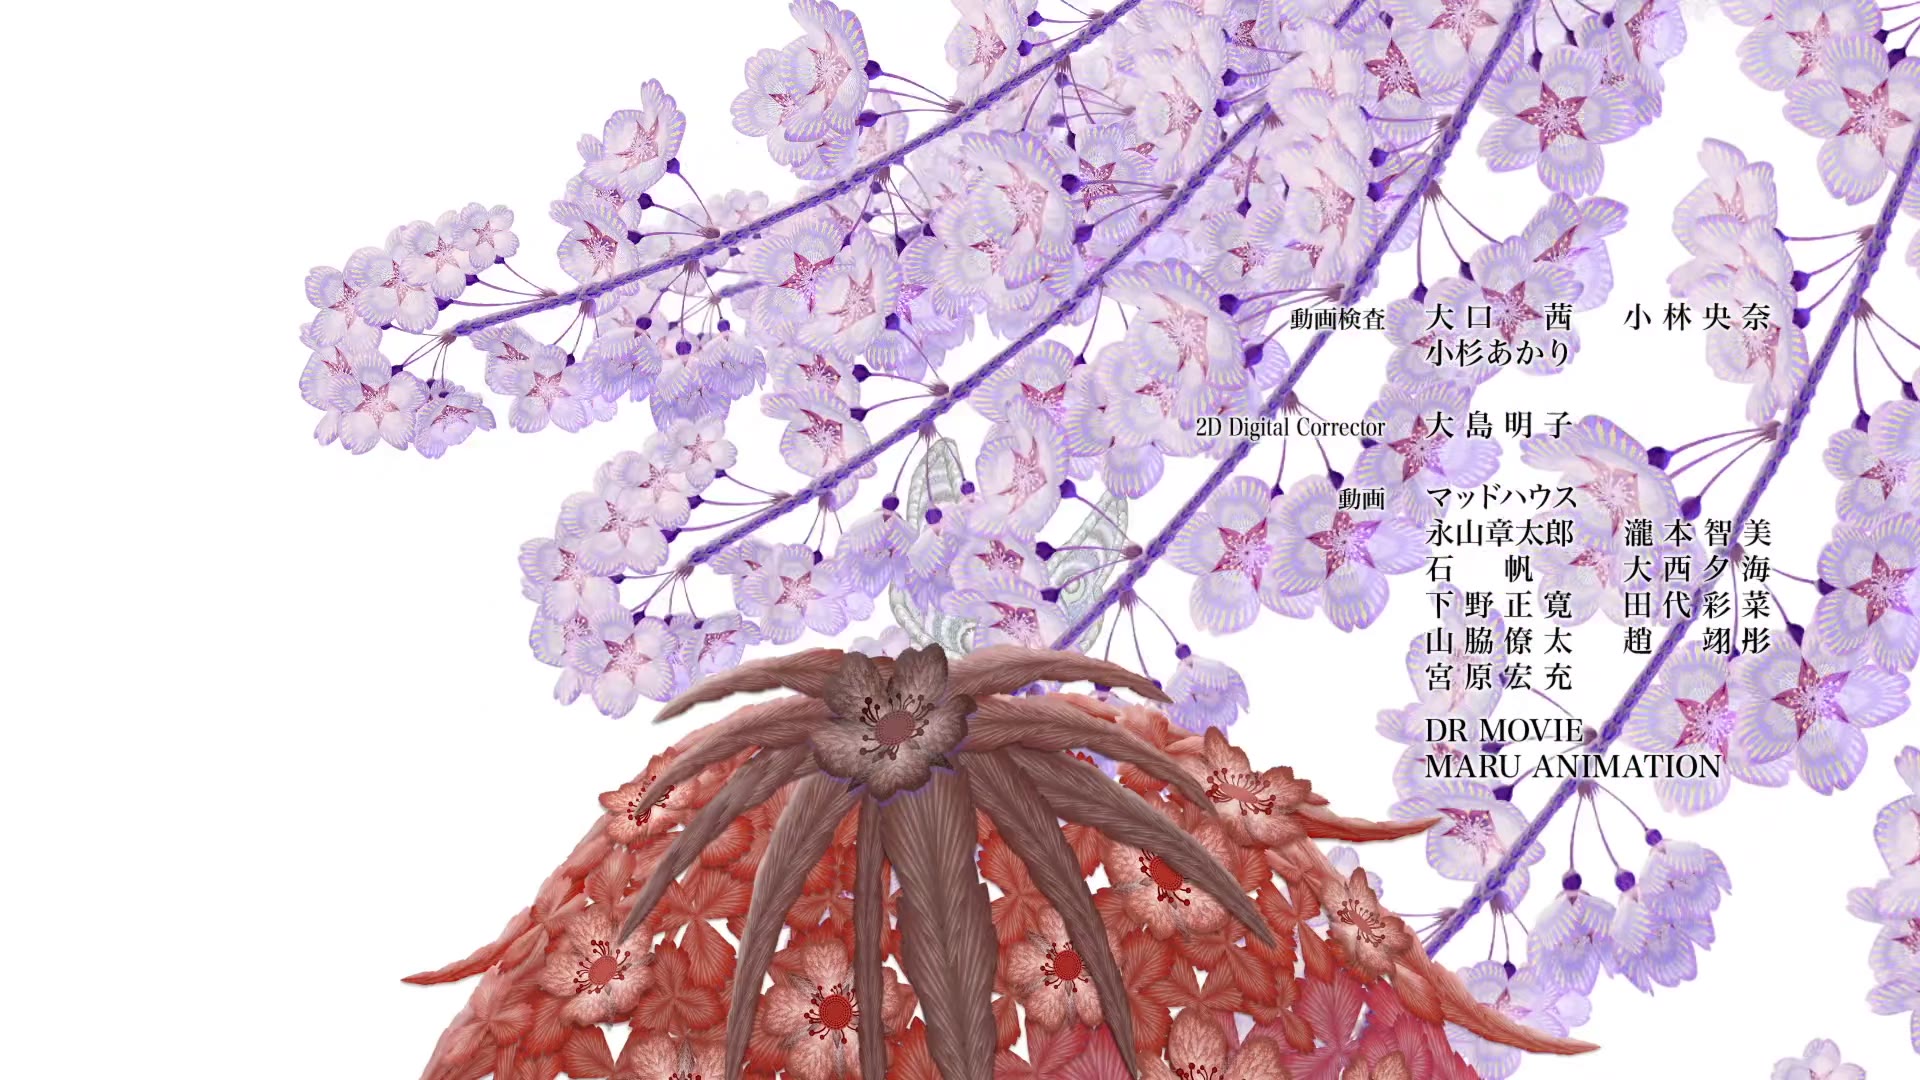 動画検査 大口 茜 小林央奈
小杉あかり
2D Digital Corrector 大島明子
動画 マッドハウス
永山章太郎 瀧本智美
石 帆 大西夕海
下野正寛 田代彩菜
山脇僚太 趙 翊彤
宮原宏充
DR MOVIE
MARU ANIMATION